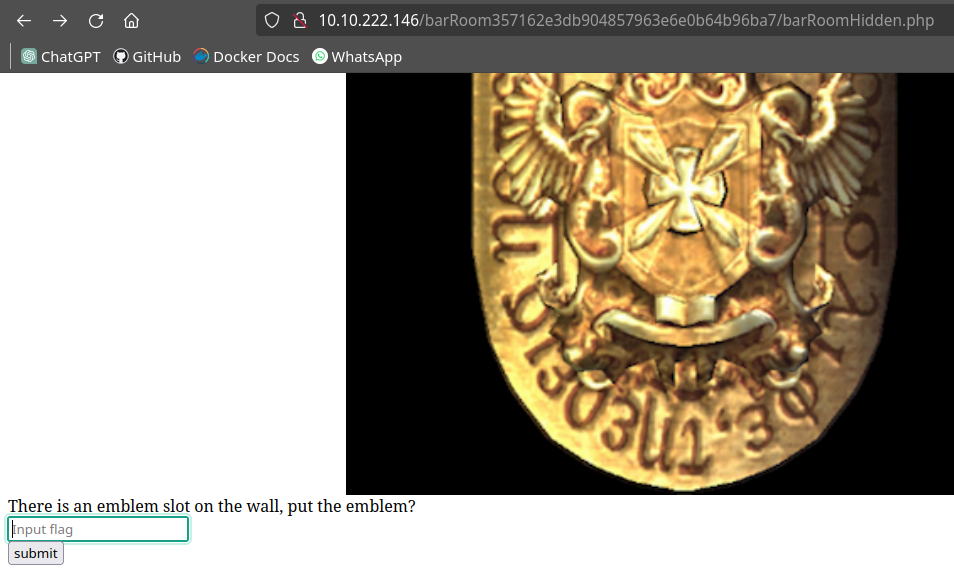 10.10.222.146/barRoom357162e3db904857963e6e0b64b96ba7/barRoomHidden.php
ChatGPT GitHub Docker Docs WhatsApp
There is an emblem slot on the wall, put the emblem?
Input flag
submit